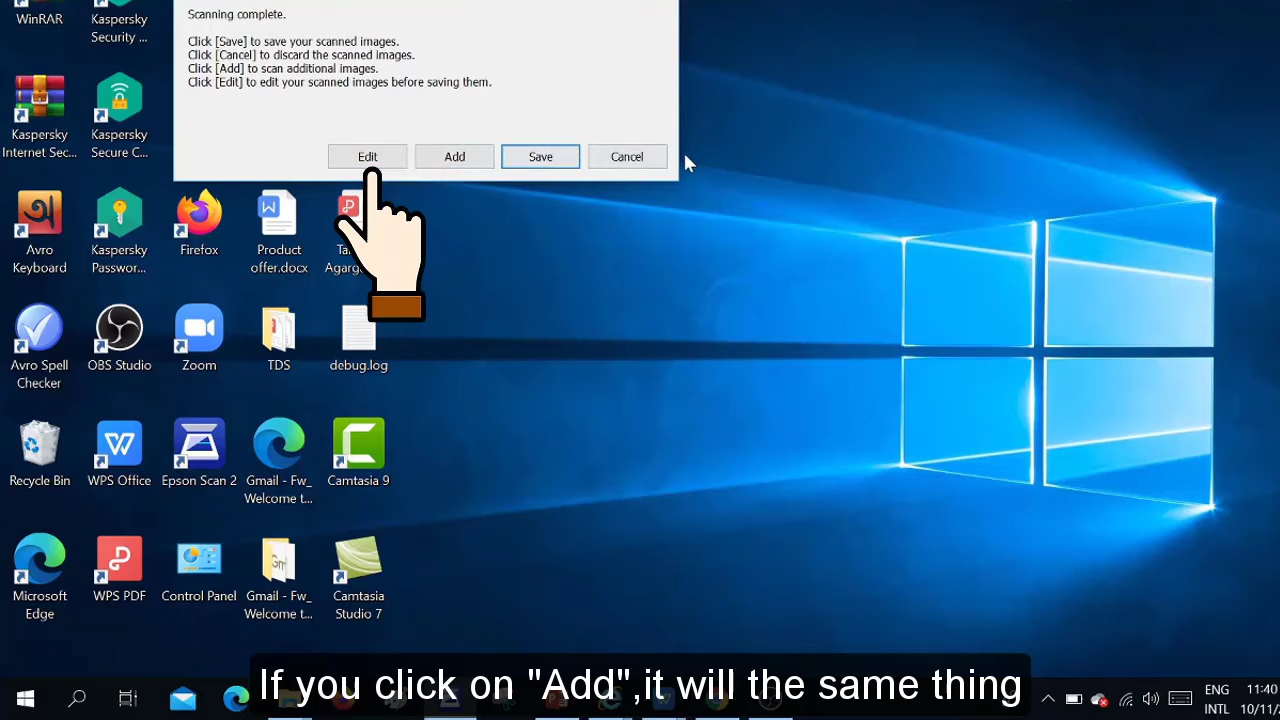 WinRAR
Kaspersky
Security ...
Scanning complete.
Click [Save] to save your scanned images.
Click [Cancel] to discard the scanned images.
Click [Add] to scan additional images.
Click [Edit] to edit your scanned images before saving them.
Edit
Add
Save
Cancel
Kaspersky
Internet Sec...
Kaspersky
Secure C...
Avro
Keyboard
Kaspersky
Passwor...
Firefox
Product
offer.docx
Avro Spell
Checker
OBS Studio
Zoom
TDS
debug.log
Recycle Bin
WPS Office
Epson Scan 2
Gmail - Fw_
Welcome t...
Camtasia 9
Microsoft
Edge
WPS PDF
Control Panel
Gmail - Fw_
Welcome t...
Camtasia
Studio 7
If you click on "Add",it will the same thing
ENG
INTL
11:40